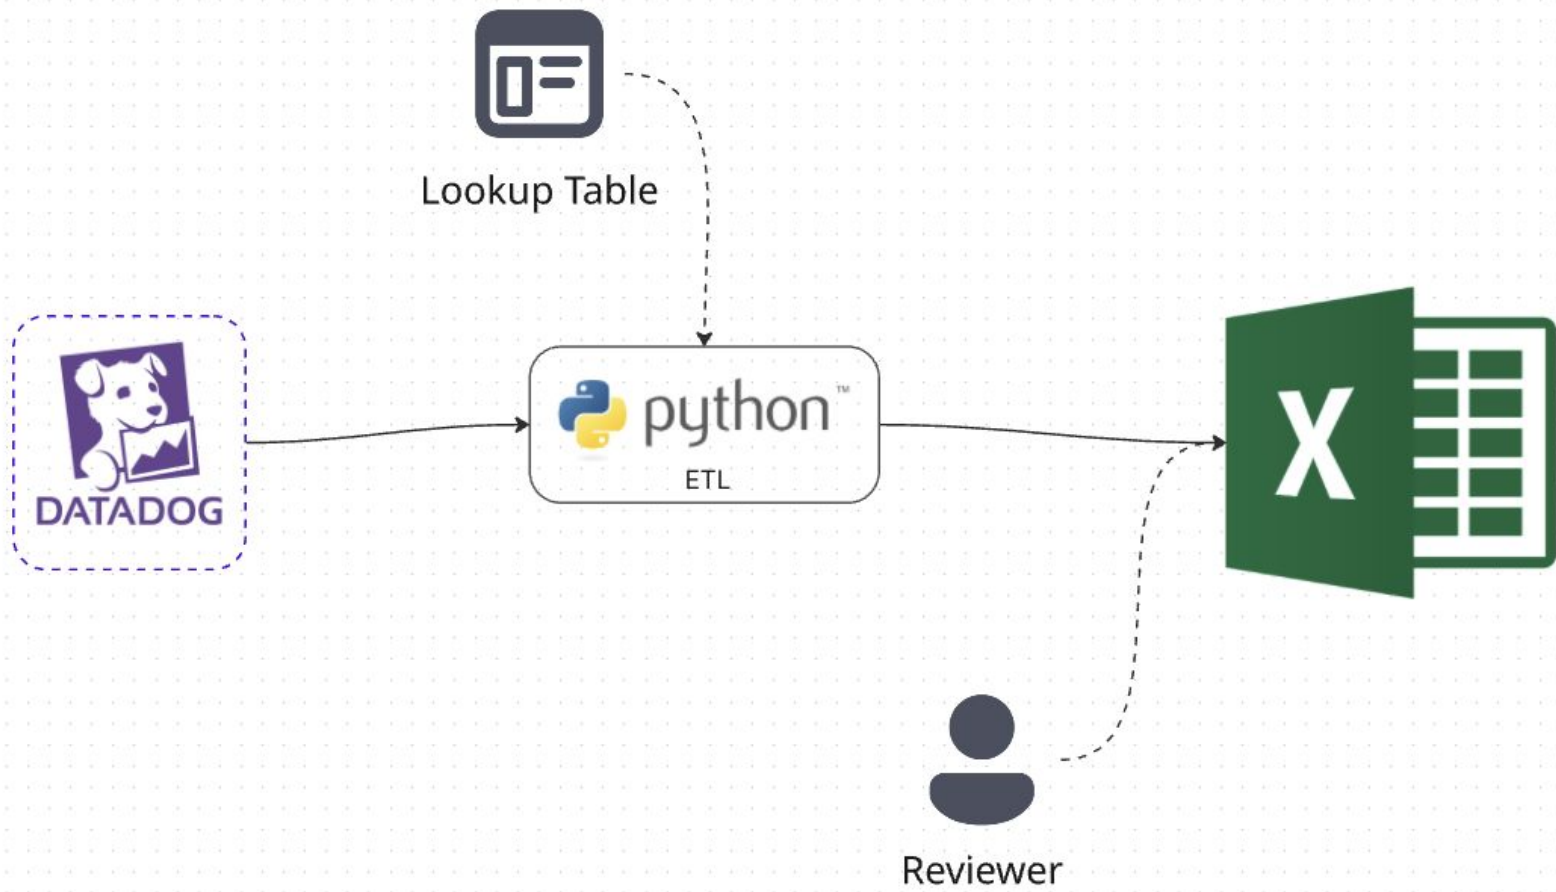 Lookup Table
DATADOG
python™
ETL
X
Reviewer